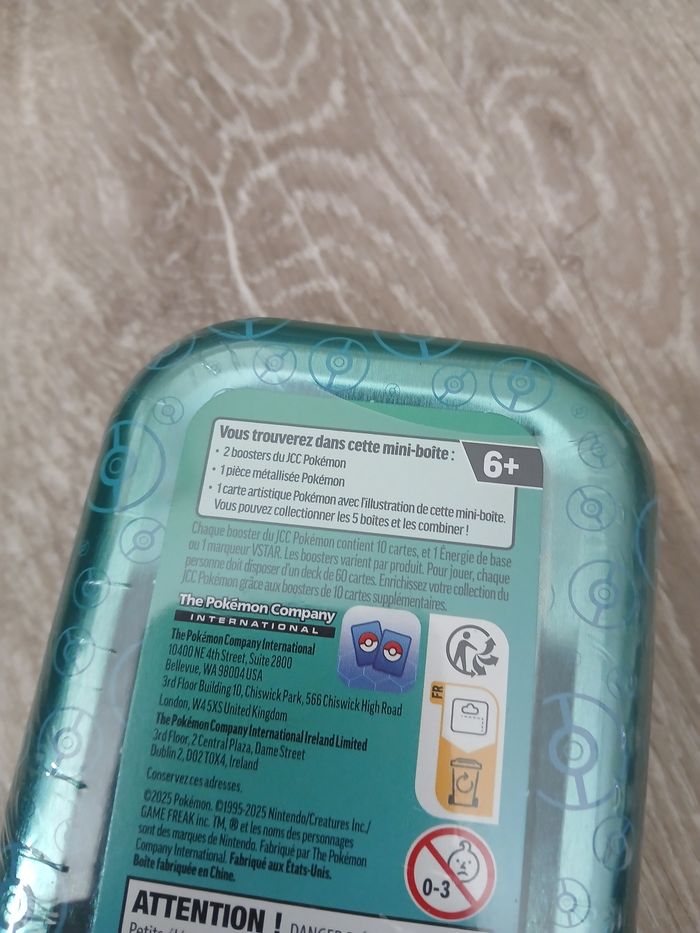 Vous trouverez dans cette mini-boîte :
6+
• 2 boosters du JCC Pokémon
• 1 pièce métallisée Pokémon
• 1 carte artistique Pokémon avec l'illustration de cette mini-boîte.
Vous pouvez collectionner les 5 boîtes et les combiner !
Chaque booster du JCC Pokémon contient 10 cartes, et 1 Énergie de base
ou 1 marqueur VSTAR. Les boosters varient par produit. Pour jouer, chaque
personne doit disposer d'un deck de 60 cartes. Enrichissez votre collection du
JCC Pokémon grâce aux boosters de 10 cartes supplémentaires.
The Pokémon Company
INTERNATIONAL
The Pokémon Company International
10400 NE 4th Street, Suite 2800
Bellevue, WA 98004 USA
3rd Floor Building 10, Chiswick Park, 566 Chiswick High Road
London, W4 5XS United Kingdom
The Pokémon Company International Ireland Limited
3rd Floor, 2 Central Plaza, Dame Street
Dublin 2, D02 T0X4, Ireland
Conservez ces adresses.
©2025 Pokémon. ©1995-2025 Nintendo/Creatures Inc./
GAME FREAK inc. TM, ® et les noms des personnages
sont des marques de Nintendo. Fabriqué par The Pokémon
Company International. Fabriqué aux États-Unis.
Boîte fabriquée en Chine.
FR
0-3
ATTENTION !